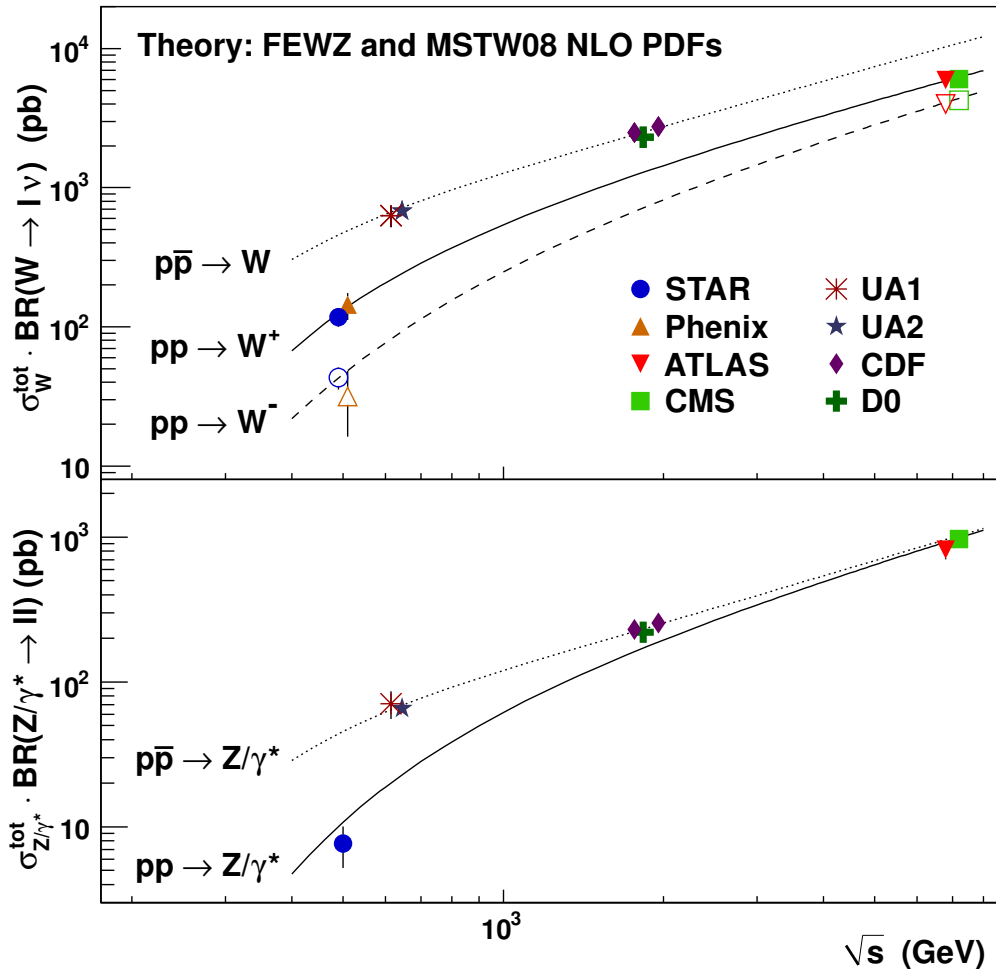 Theory: FEWZ and MSTW08 NLO PDFs
σ_W^tot · BR(W → l ν) (pb)
10^4
10^3
10^2
10
pp̅ → W
pp → W^+
pp → W^-
STAR
Phenix
ATLAS
CMS
UA1
UA2
CDF
D0
σ_{Z/γ*}^tot · BR(Z/γ* → ll) (pb)
10^3
10^2
10
pp̅ → Z/γ*
pp → Z/γ*
10^3
√s (GeV)